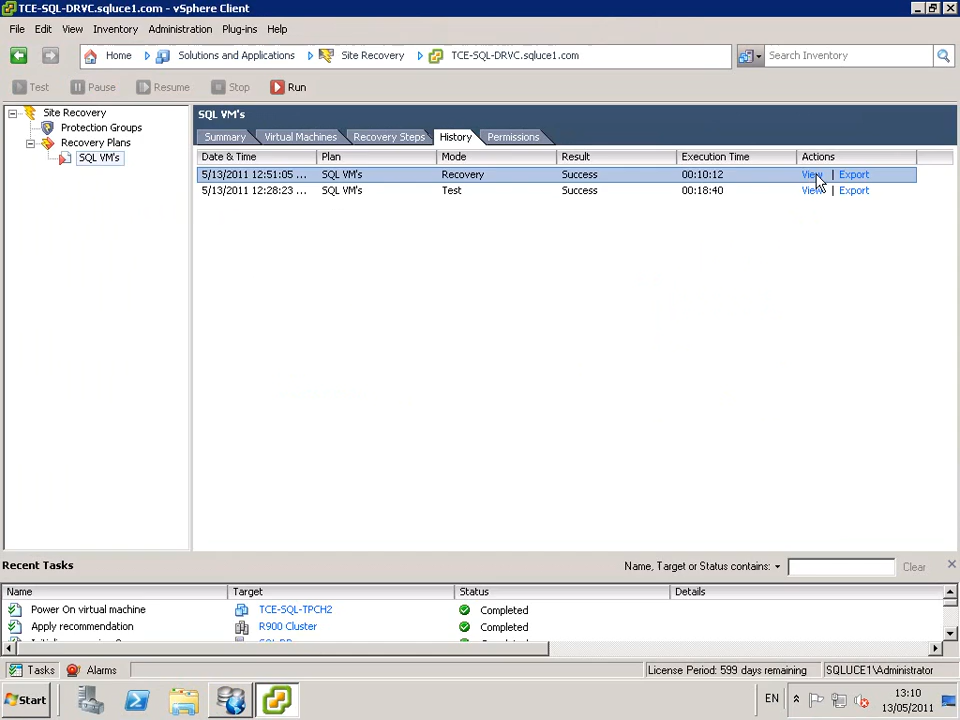 TCE-SQL-DRVC.sqluce1.com - vSphere Client
File Edit View Inventory Administration Plug-ins Help
Home Solutions and Applications Site Recovery TCE-SQL-DRVC.sqluce1.com Search Inventory
Test Pause Resume Stop Run
Site Recovery
Protection Groups
Recovery Plans
SQL VM's
SQL VM's
Summary Virtual Machines Recovery Steps History Permissions
Date & Time Plan Mode Result Execution Time Actions
5/13/2011 12:51:05 ... SQL VM's Recovery Success 00:10:12 View | Export
5/13/2011 12:28:23 ... SQL VM's Test Success 00:18:40 View | Export
Recent Tasks Name, Target or Status contains: Clear
Name Target Status Details
Power On virtual machine TCE-SQL-TPCH2 Completed
Apply recommendation R900 Cluster Completed
Tasks Alarms License Period: 599 days remaining SQLUCE1\Administrator
Start EN 13:10
13/05/2011